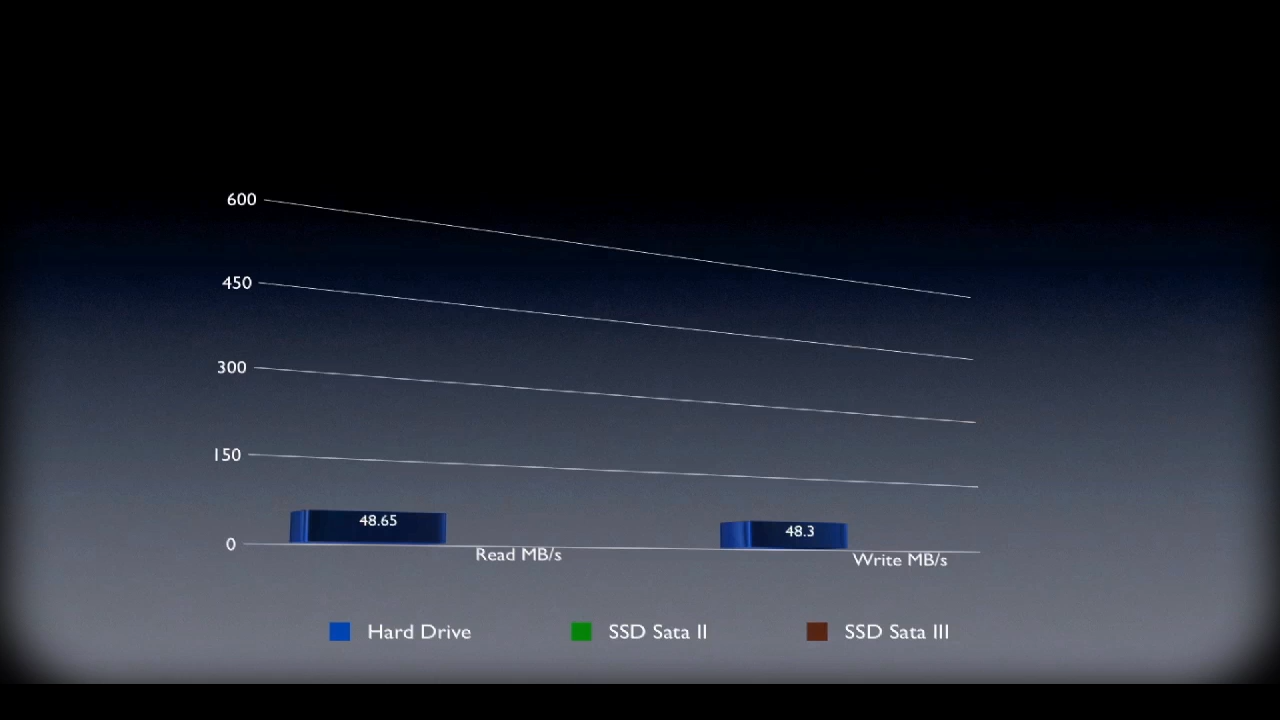 600
450
300
150
0
48.65
48.3
Read MB/s
Write MB/s
Hard Drive
SSD Sata II
SSD Sata III